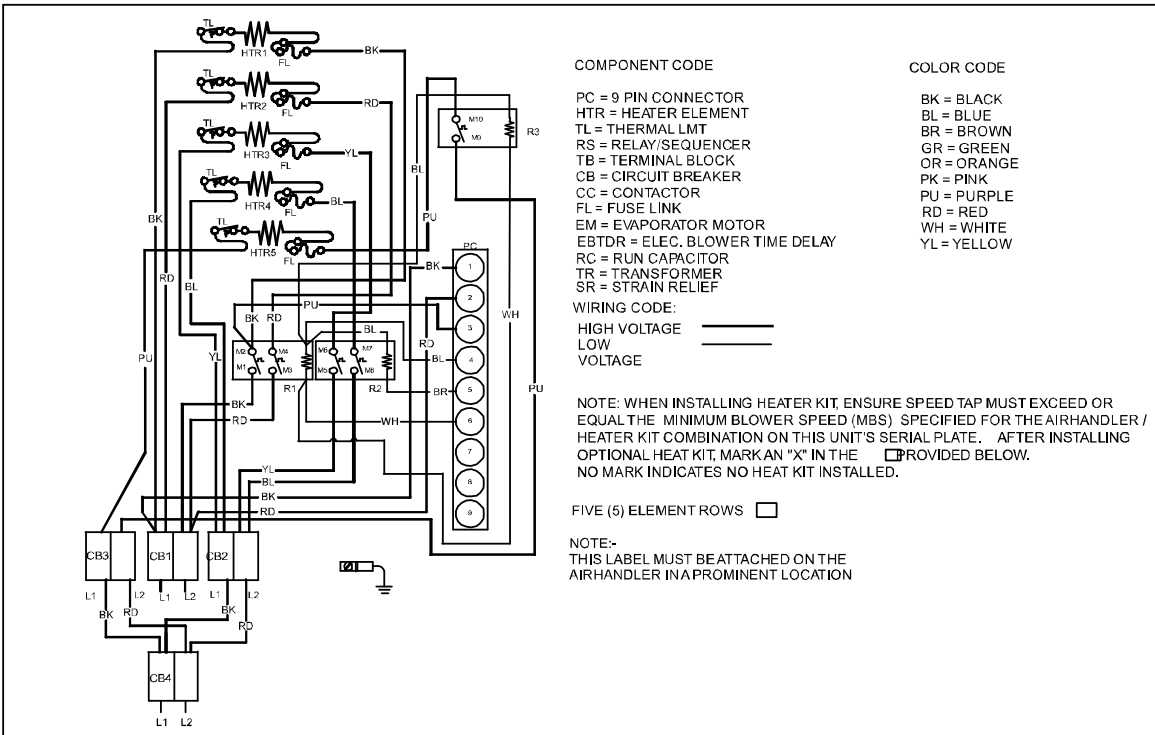 TL
HTR1
FL
BK
TL
HTR2
FL
RD
TL
HTR3
FL
YL
TL
HTR4
FL
BL
TL
HTR5
FL
M10
M9
R3
BL
PU
BK
RD
BL
PU
YL
PC
BK
1
2
3
4
5
6
7
8
9
WH
PU
BK
RD
PU
BL
RD
BL
BR
WH
M2
M4
M1
M3
R1
M6
M7
M5
M8
R2
BK
RD
YL
BL
BK
RD
CB3
CB1
CB2
L1
L2
L1
L2
L1
L2
BK
RD
BK
RD
CB4
L1
L2
COMPONENT CODE
PC = 9 PIN CONNECTOR
HTR = HEATER ELEMENT
TL = THERMAL LMT
RS = RELAY/SEQUENCER
TB = TERMINAL BLOCK
CB = CIRCUIT BREAKER
CC = CONTACTOR
FL = FUSE LINK
EM = EVAPORATOR MOTOR
EBTDR = ELEC. BLOWER TIME DELAY
RC = RUN CAPACITOR
TR = TRANSFORMER
SR = STRAIN RELIEF
WIRING CODE:
HIGH VOLTAGE
LOW
VOLTAGE
COLOR CODE
BK = BLACK
BL = BLUE
BR = BROWN
GR = GREEN
OR = ORANGE
PK = PINK
PU = PURPLE
RD = RED
WH = WHITE
YL = YELLOW
NOTE: WHEN INSTALLING HEATER KIT, ENSURE SPEED TAP MUST EXCEED OR
EQUAL THE MINIMUM BLOWER SPEED (MBS) SPECIFIED FOR THE AIRHANDLER /
HEATER KIT COMBINATION ON THIS UNIT'S SERIAL PLATE. AFTER INSTALLING
OPTIONAL HEAT KIT, MARK AN "X" IN THE PROVIDED BELOW.
NO MARK INDICATES NO HEAT KIT INSTALLED.
FIVE (5) ELEMENT ROWS
NOTE:-
THIS LABEL MUST BE ATTACHED ON THE
AIRHANDLER IN A PROMINENT LOCATION